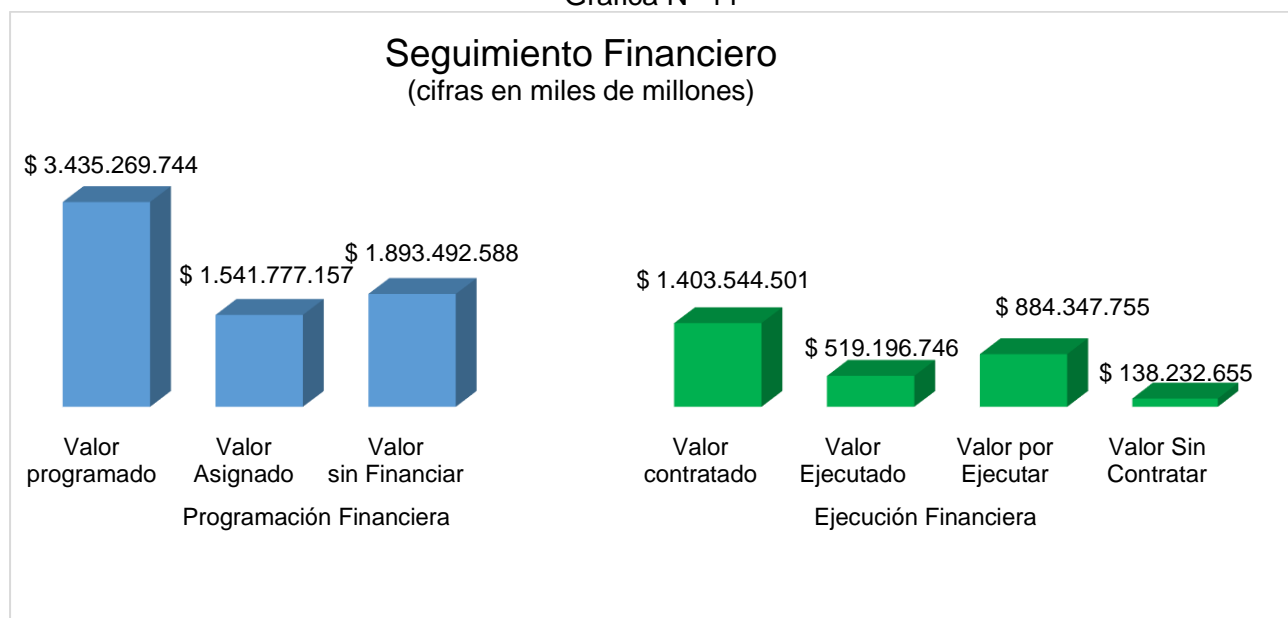 Gráfica N° 11
Seguimiento Financiero
(cifras en miles de millones)
$ 3.435.269.744
$ 1.541.777.157
$ 1.893.492.588
$ 1.403.544.501
$ 519.196.746
$ 884.347.755
$ 138.232.655
Valor
programado
Valor
Asignado
Valor
sin Financiar
Valor
contratado
Valor
Ejecutado
Valor por
Ejecutar
Valor Sin
Contratar
Programación Financiera
Ejecución Financiera